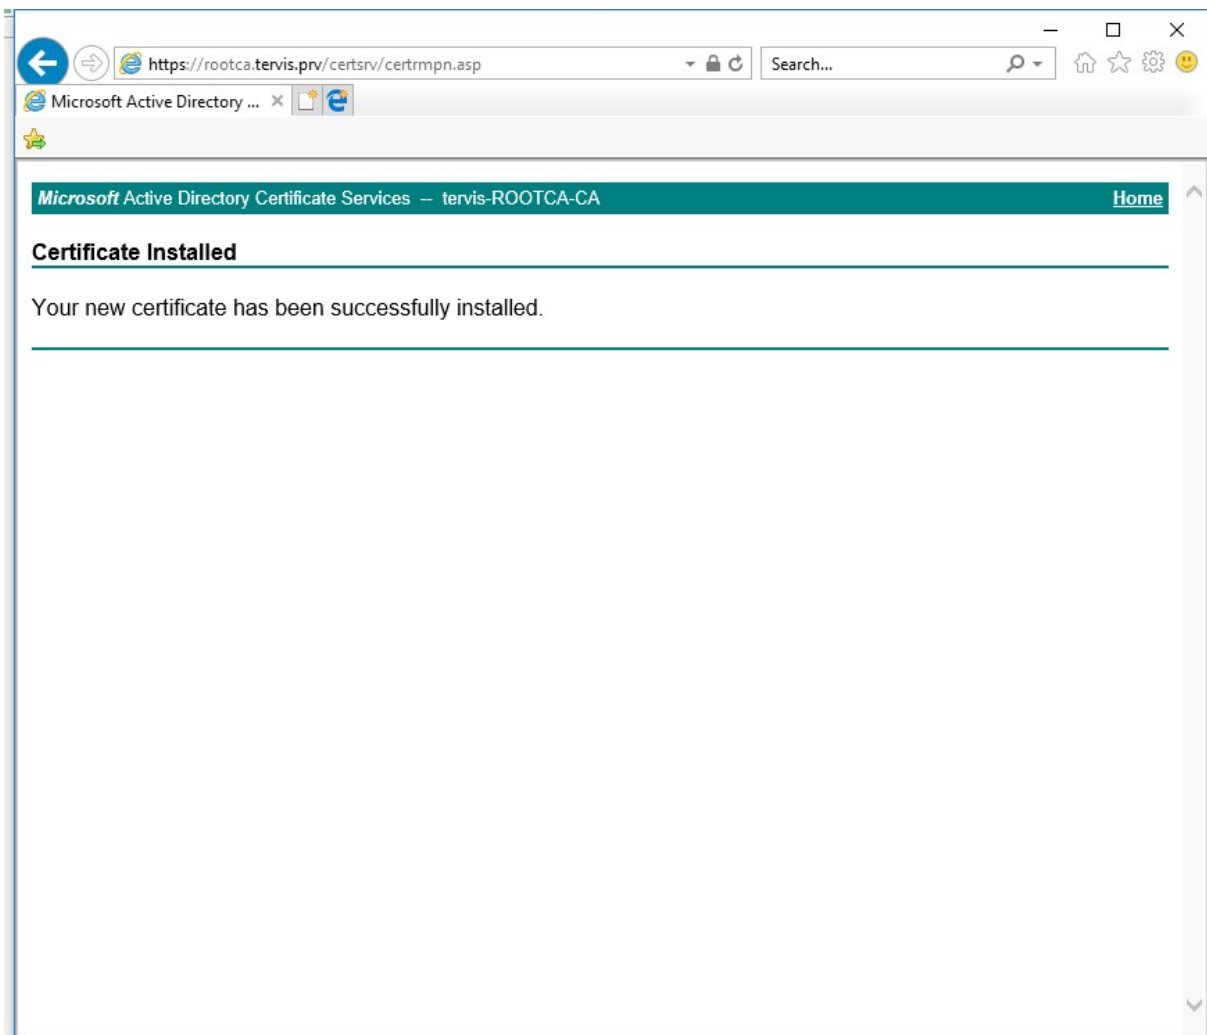 https://rootca.tervis.prv/certsrv/certrmpn.asp
Search...
Microsoft Active Directory ...
Microsoft Active Directory Certificate Services -- tervis-ROOTCA-CA
Home
Certificate Installed
Your new certificate has been successfully installed.